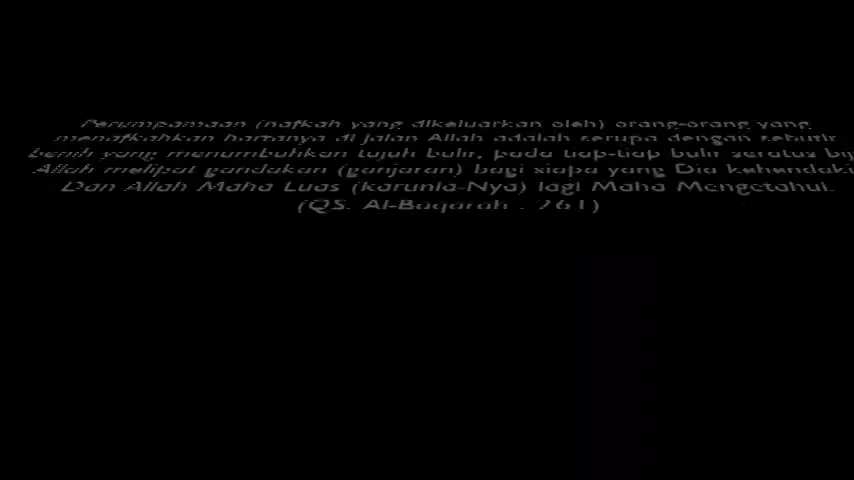 Perumpamaan (nafkah yang dikeluarkan oleh) orang-orang yang
menafkahkan hartanya di jalan Allah adalah serupa dengan sebutir
benih yang menumbuhkan tujuh bulir, pada tiap-tiap bulir seratus
Allah melipat gandakan (ganjaran) bagi siapa yang Dia kehendaki
Dan Allah Maha Luas (karunia-Nya) lagi Maha Mengetahui.
(QS. Al-Baqarah : 261)